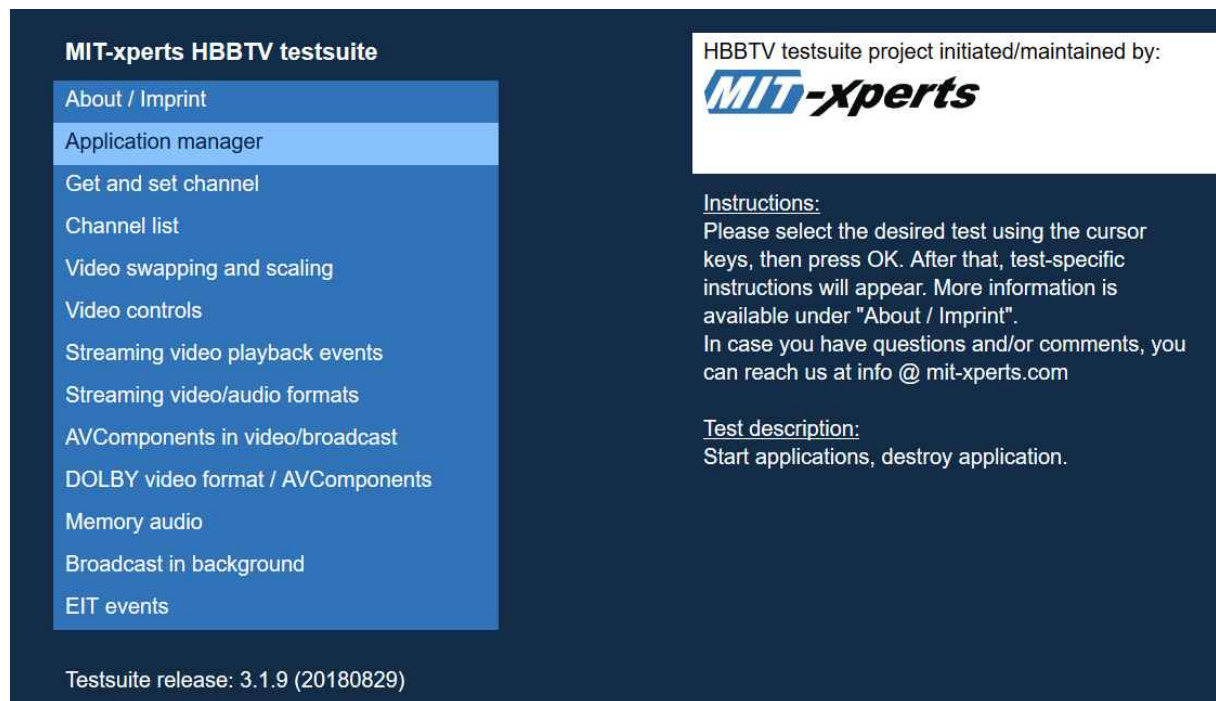 MIT-xperts HBBTV testsuite
About / Imprint
Application manager
Get and set channel
Channel list
Video swapping and scaling
Video controls
Streaming video playback events
Streaming video/audio formats
AVComponents in video/broadcast
DOLBY video format / AVComponents
Memory audio
Broadcast in background
EIT events
Testsuite release: 3.1.9 (20180829)
HBBTV testsuite project initiated/maintained by:
MIT-xperts
Instructions:
Please select the desired test using the cursor
keys, then press OK. After that, test-specific
instructions will appear. More information is
available under "About / Imprint".
In case you have questions and/or comments, you
can reach us at info @ mit-xperts.com
Test description:
Start applications, destroy application.